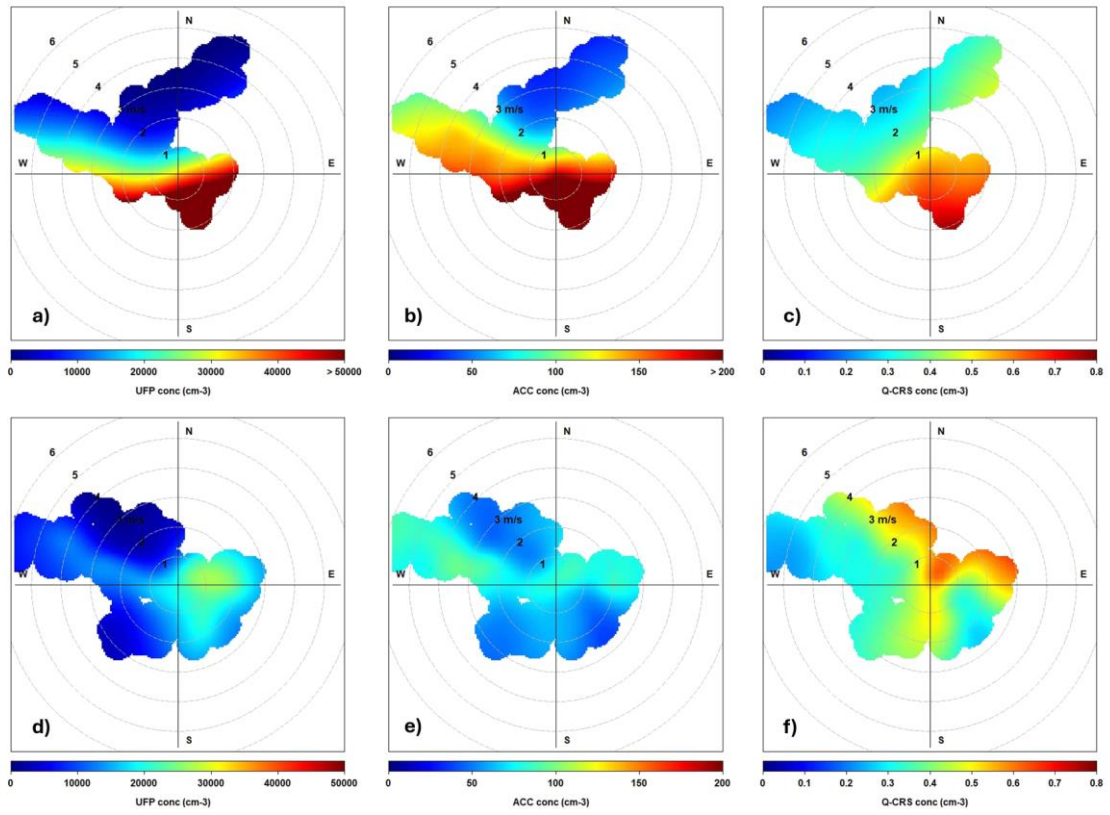 N
6
5
4
3 m/s
2
1
W
E
S
a)
0 10000 20000 30000 40000 > 50000
UFP conc (cm-3)
N
6
5
4
3 m/s
2
1
W
E
S
b)
0 50 100 150 > 200
ACC conc (cm-3)
N
6
5
4
3 m/s
2
1
W
E
S
c)
0 0.1 0.2 0.3 0.4 0.5 0.6 0.7 0.8
Q-CRS conc (cm-3)
N
6
5
4
3 m/s
2
1
W
E
S
d)
0 10000 20000 30000 40000 50000
UFP conc (cm-3)
N
6
5
4
3 m/s
2
1
W
E
S
e)
0 50 100 150 200
ACC conc (cm-3)
N
6
5
4
3 m/s
2
1
W
E
S
f)
0 0.1 0.2 0.3 0.4 0.5 0.6 0.7 0.8
Q-CRS conc (cm-3)